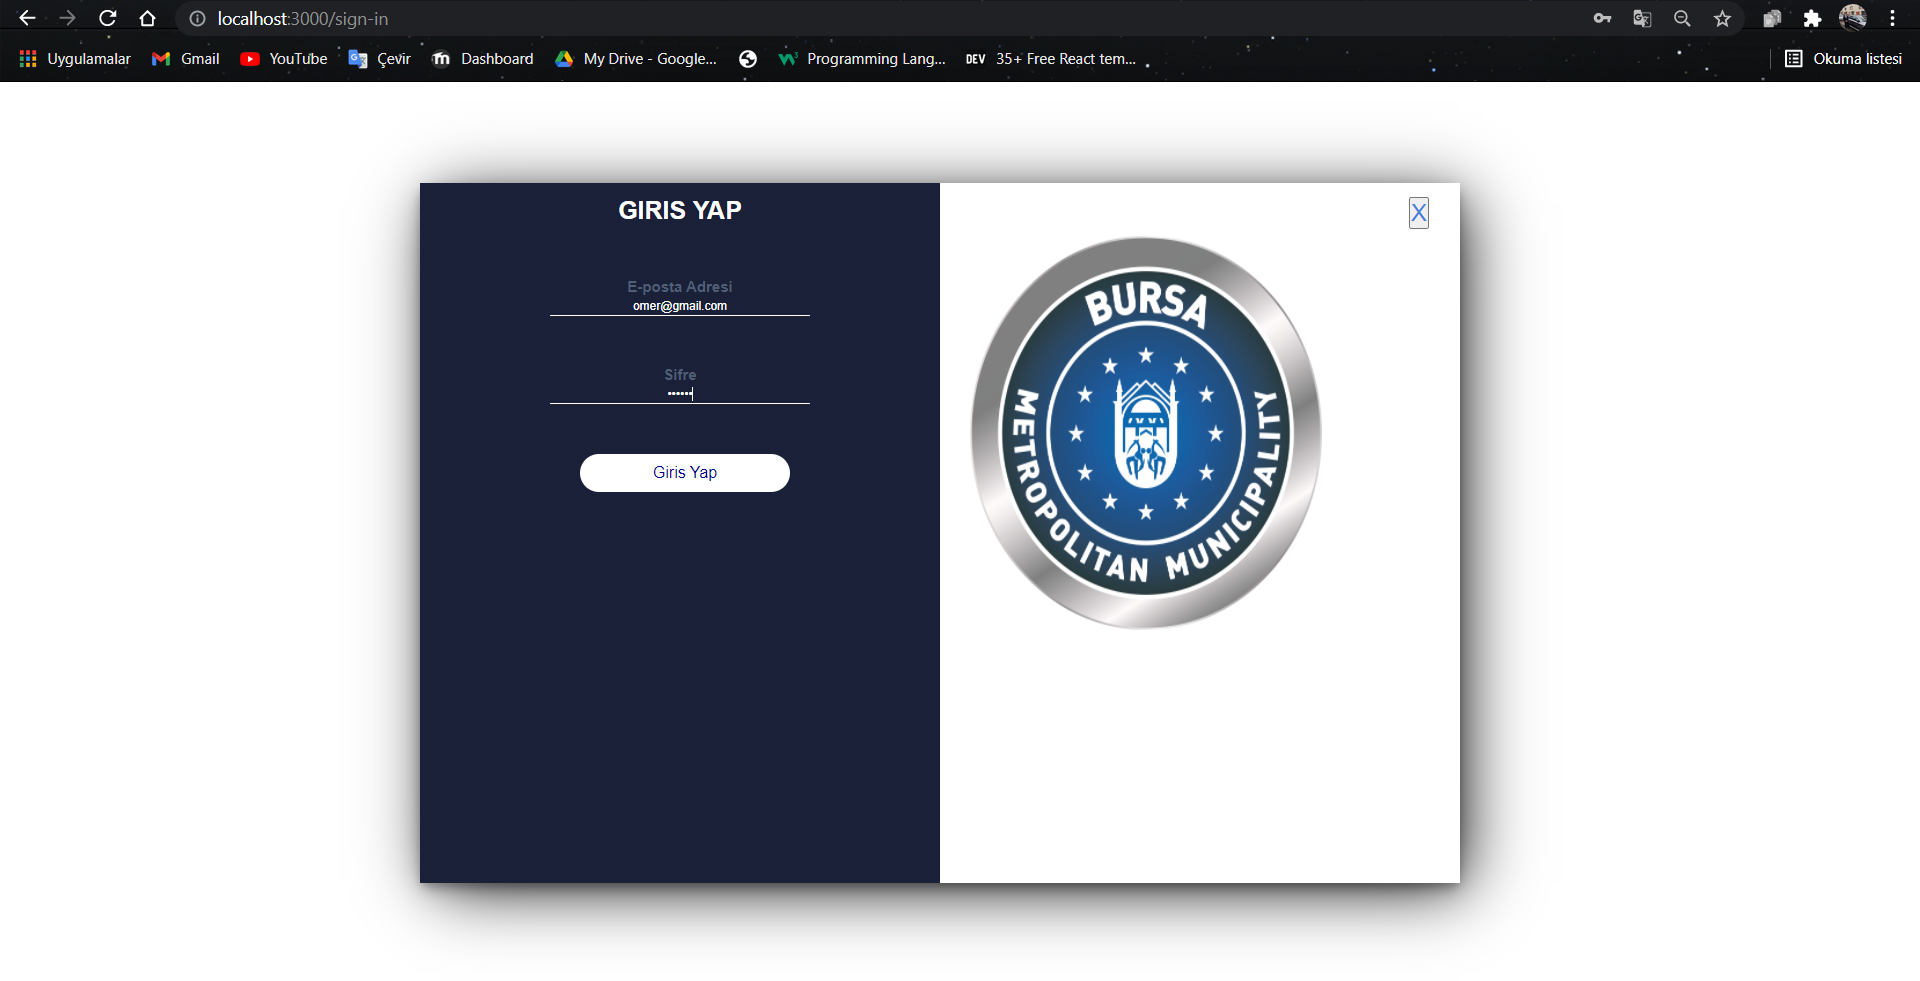 localhost:3000/sign-in
Uygulamalar Gmail YouTube Çevir Dashboard My Drive - Google... Programming Lang... DEV 35+ Free React tem... Okuma listesi
GIRIS YAP
X
E-posta Adresi
omer@gmail.com
Sifre
••••••
Giris Yap
BURSA
METROPOLITAN MUNICIPALITY